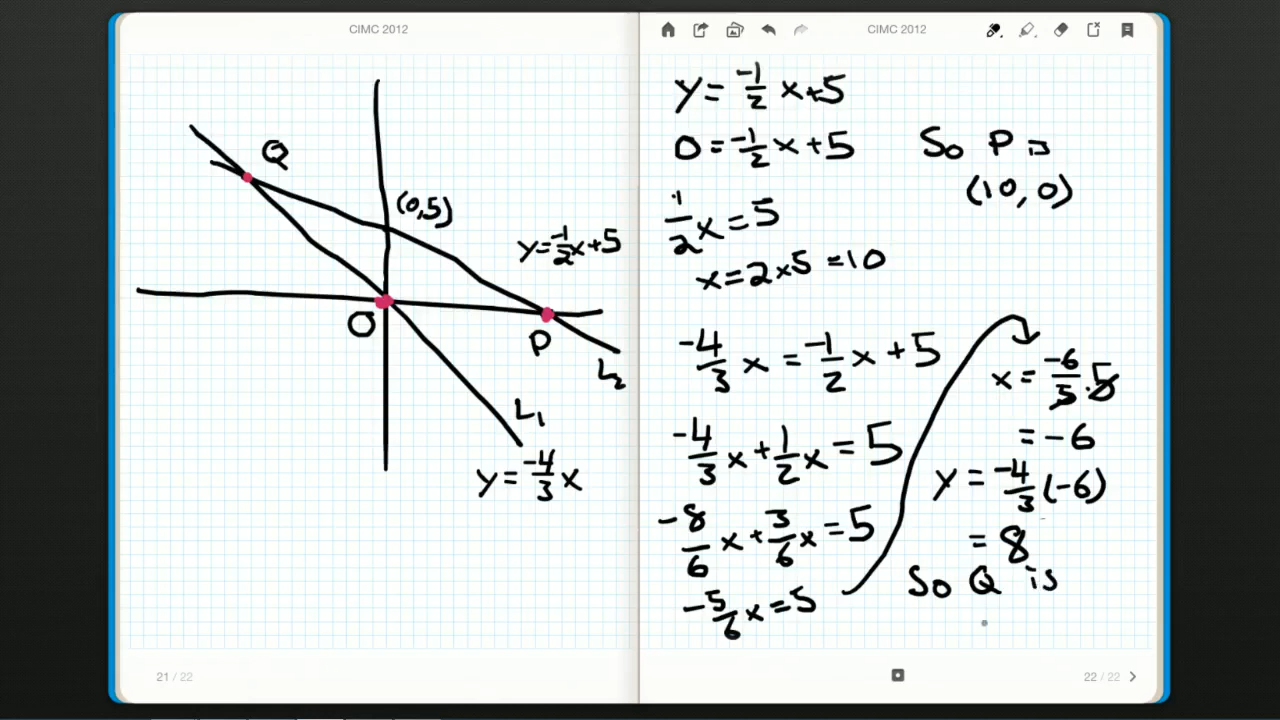 CIMC 2012
Q
(0,5)
y=-1/2x+5
O
P
L2
L1
y=-4/3x
21 / 22
CIMC 2012
y=-1/2x+5
0=-1/2x+5
1/2x=5
x=2x5=10
So P is
(10,0)
-4/3x=-1/2x+5
-4/3x+1/2x=5
-8/6x+3/6x=5
-5/6x=5
x=-6/5·5
=-6
y=-4/3(-6)
=8
So Q is
22 / 22